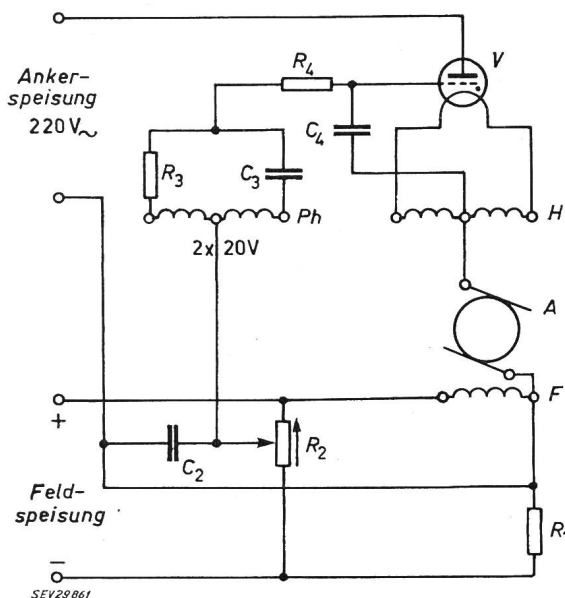 Anker-
speisung
220 V~
R4
V
C4
R3
C3
Ph
H
2x 20V
A
F
+
C2
R2
Feld-
speisung
−
SEV29861